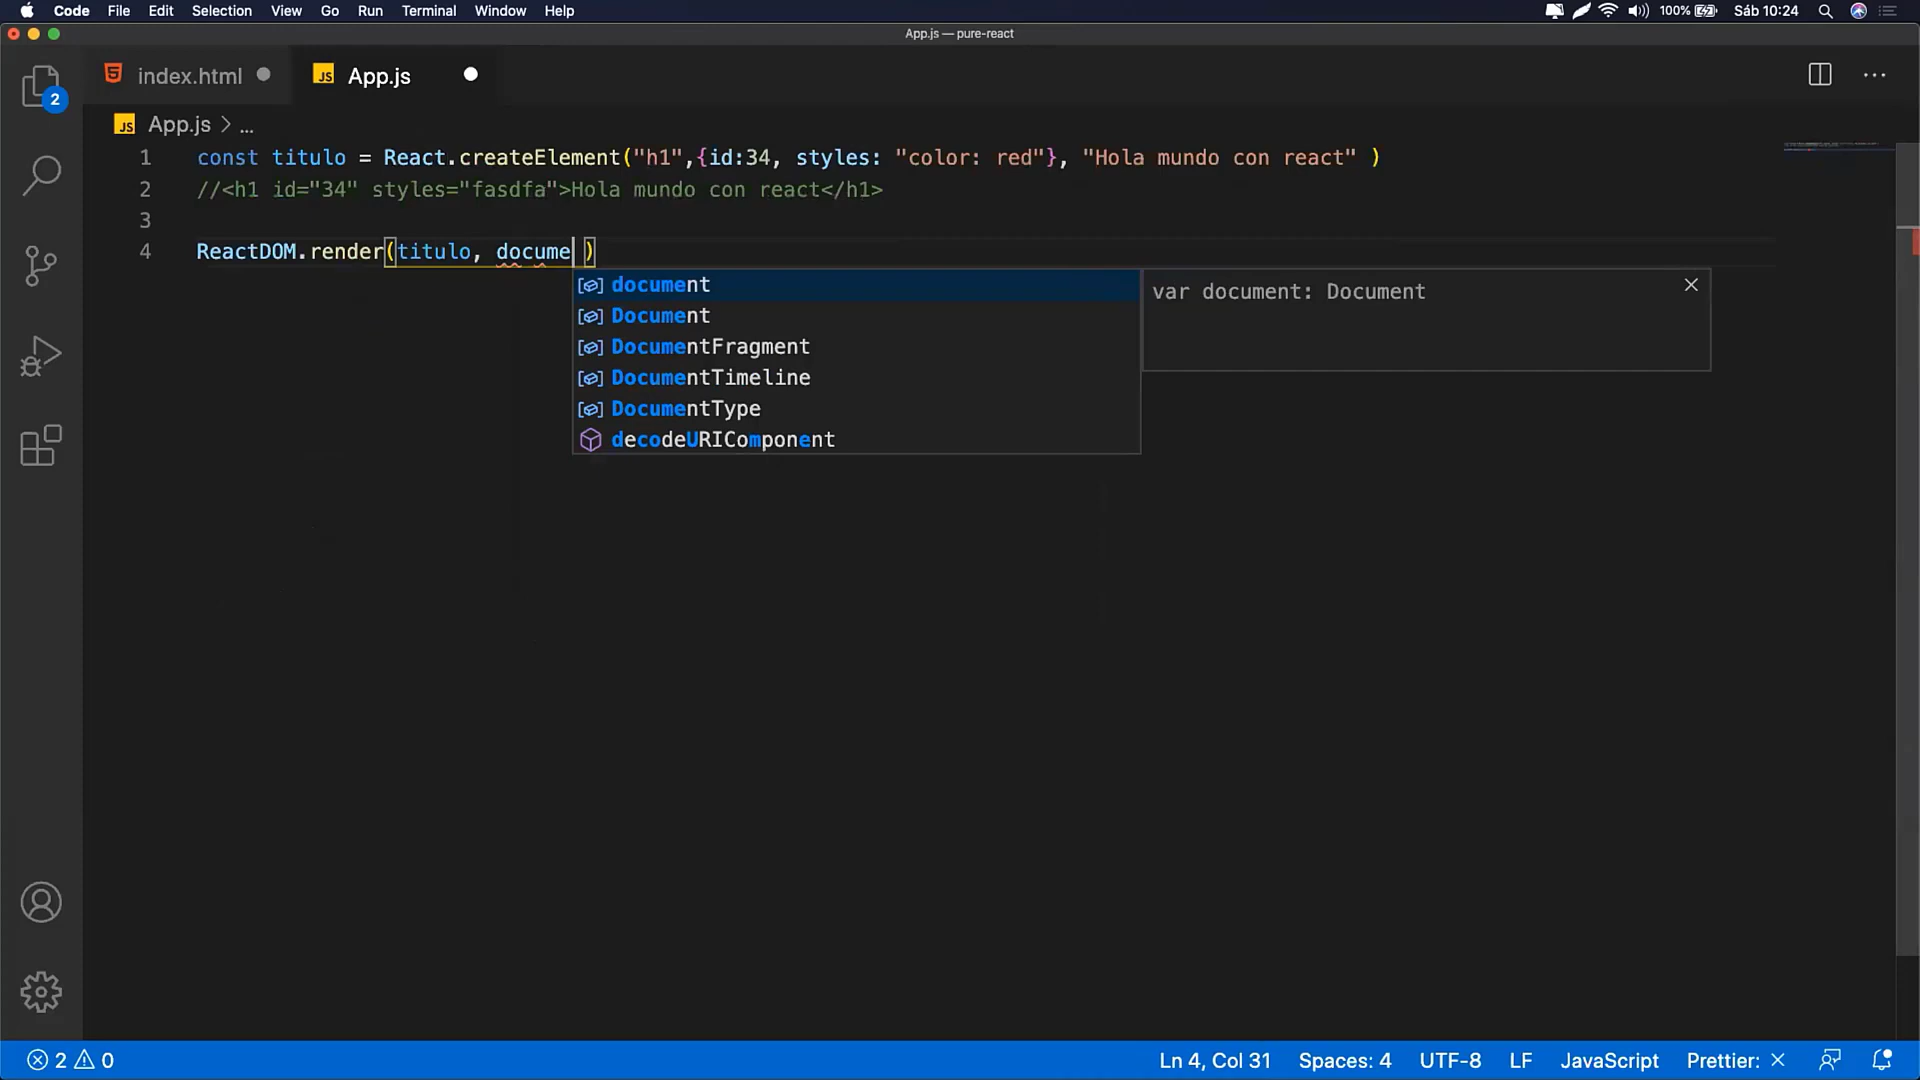 Code File Edit Selection View Go Run Terminal Window Help 100% Sáb 10:24
App.js — pure-react
index.html JS App.js
2
JS App.js > ...
1 const titulo = React.createElement("h1",{id:34, styles: "color: red"}, "Hola mundo con react" )
2 //<h1 id="34" styles="fasdfa">Hola mundo con react</h1>
3
4 ReactDOM.render(titulo, docume )
document
var document: Document
Document
DocumentFragment
DocumentTimeline
DocumentType
decodeURIComponent
2 0 Ln 4, Col 31 Spaces: 4 UTF-8 LF JavaScript Prettier: ×